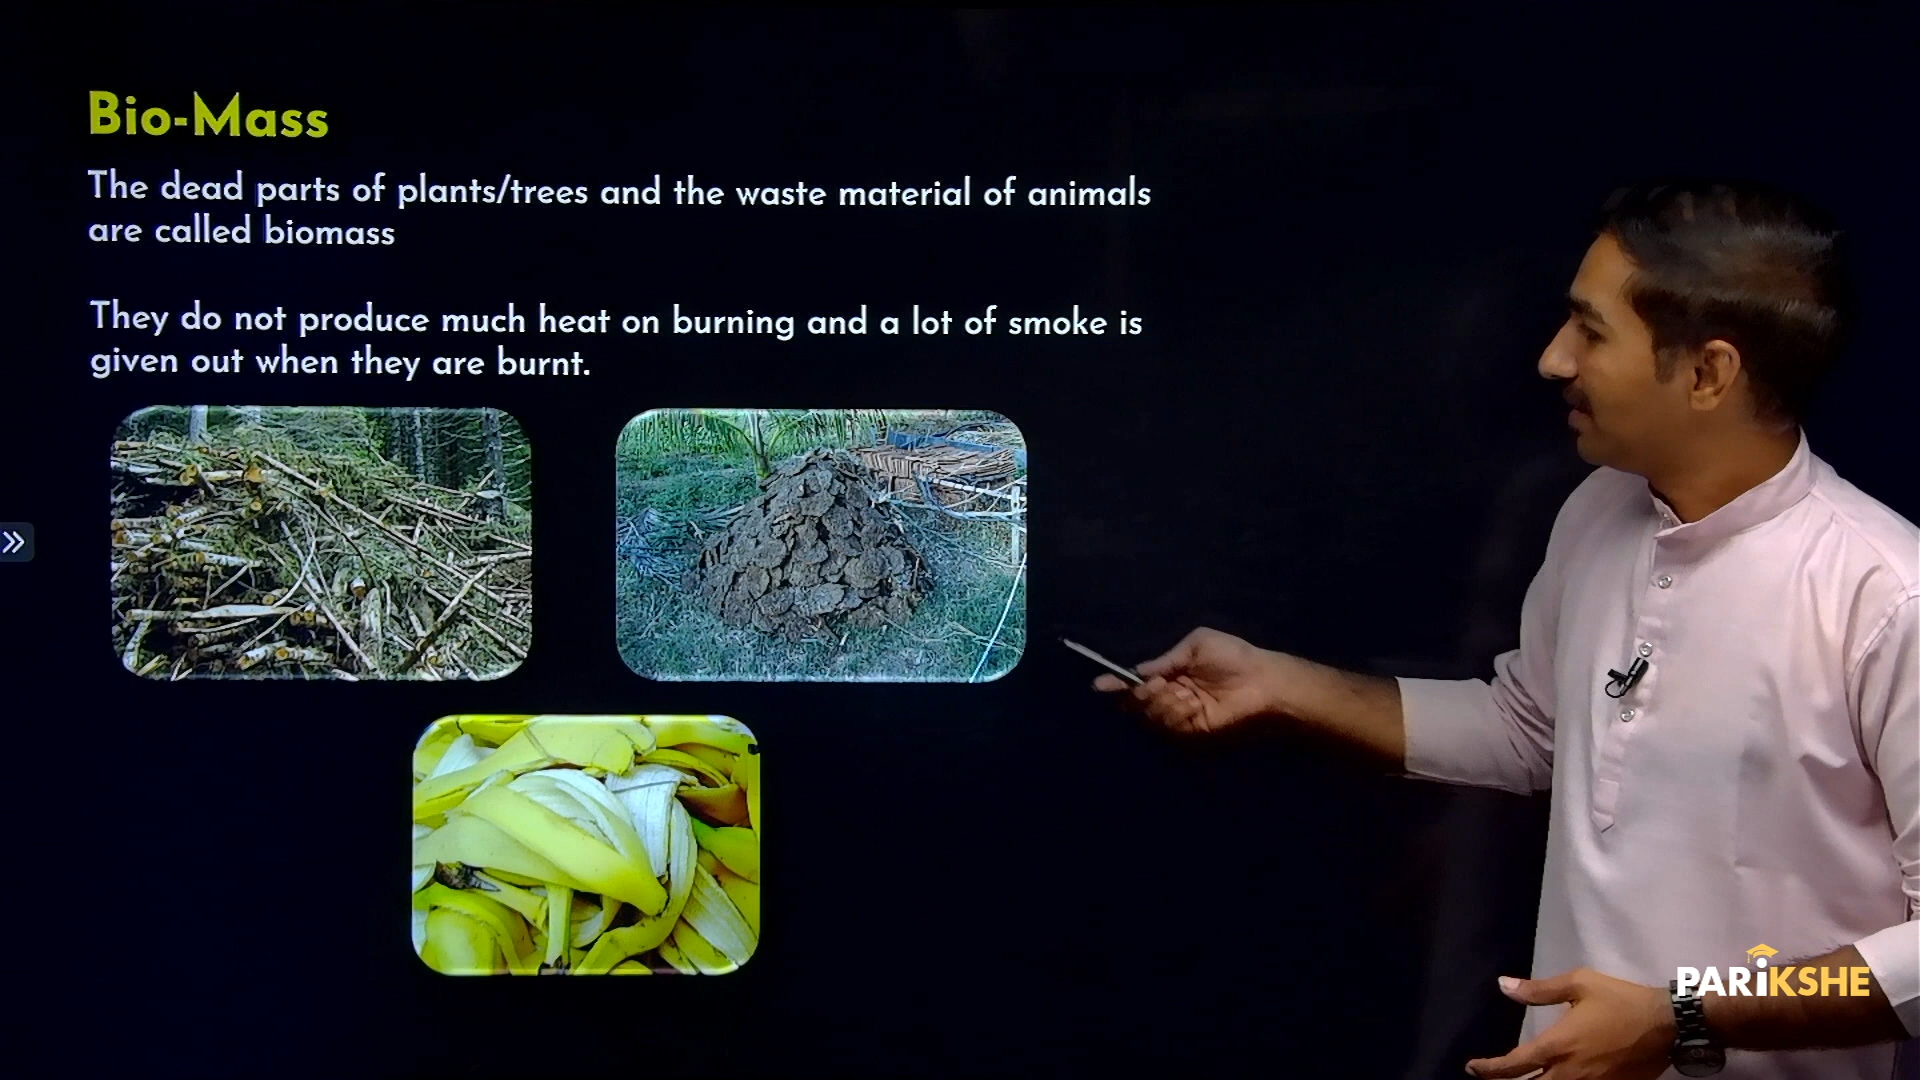 Bio-Mass
The dead parts of plants/trees and the waste material of animals
are called biomass
They do not produce much heat on burning and a lot of smoke is
given out when they are burnt.
PARiKSHE